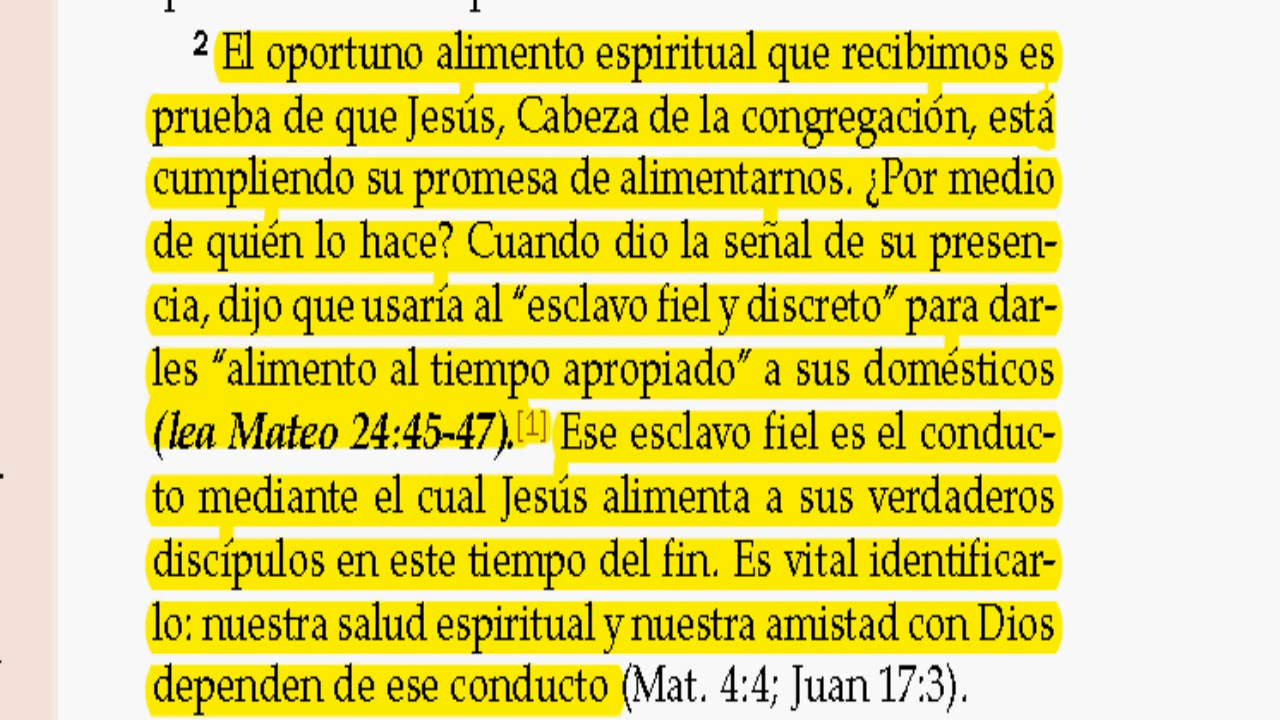 2 El oportuno alimento espiritual que recibimos es
prueba de que Jesús, Cabeza de la congregación, está
cumpliendo su promesa de alimentarnos. ¿Por medio
de quién lo hace? Cuando dio la señal de su presen-
cia, dijo que usaría al “esclavo fiel y discreto” para dar-
les “alimento al tiempo apropiado” a sus domésticos
(lea Mateo 24:45-47).[1] Ese esclavo fiel es el conduc-
to mediante el cual Jesús alimenta a sus verdaderos
discípulos en este tiempo del fin. Es vital identificar-
lo: nuestra salud espiritual y nuestra amistad con Dios
dependen de ese conducto (Mat. 4:4; Juan 17:3).